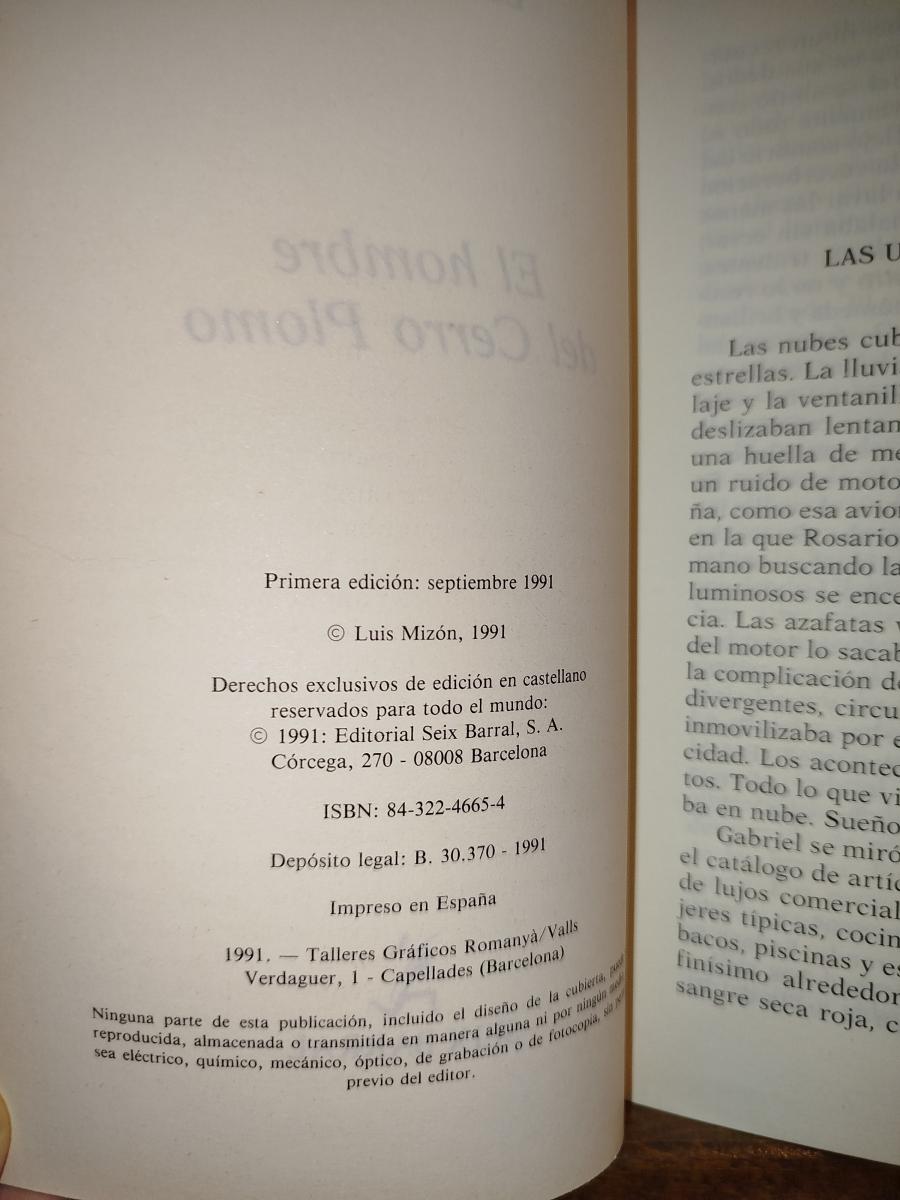 El hombre
del Cerro Plomo
Primera edición: septiembre 1991
© Luis Mizón, 1991
Derechos exclusivos de edición en castellano
reservados para todo el mundo:
© 1991: Editorial Seix Barral, S. A.
Córcega, 270 - 08008 Barcelona
ISBN: 84-322-4665-4
Depósito legal: B. 30.370 - 1991
Impreso en España
1991. — Talleres Gráficos Romanyà/Valls
Verdaguer, 1 - Capellades (Barcelona)
Ninguna parte de esta publicación, incluido el diseño de la cubierta,
reproducida, almacenada o transmitida en manera alguna ni por ningún
sea eléctrico, químico, mecánico, óptico, de grabación o de fotocopia, sin
previo del editor.
LAS U
Las nubes cub
estrellas. La lluvi
laje y la ventanil
deslizaban lentan
una huella de me
un ruido de moto
ña, como esa avion
en la que Rosario
mano buscando la
luminosos se ence
cia. Las azafatas v
del motor lo sacab
la complicación de
divergentes, circu
inmovilizaba por e
cidad. Los acontec
tos. Todo lo que vi
ba en nube. Sueño
Gabriel se miró
el catálogo de artíc
de lujos comercial
jeres típicas, cocin
bacos, piscinas y es
finísimo alrededor
sangre seca roja, c